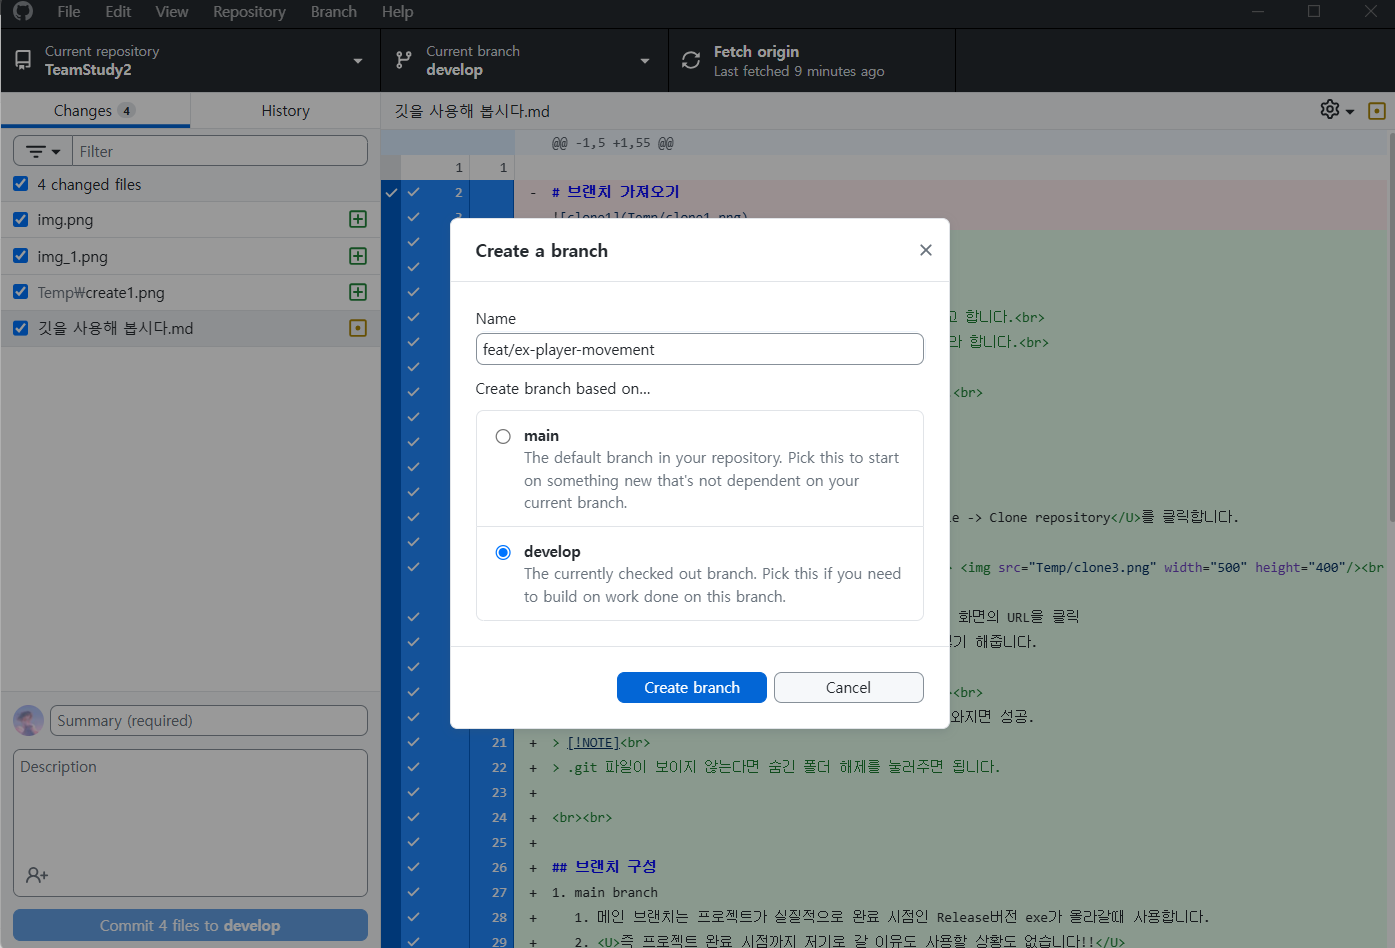 File Edit View Repository Branch Help
Current repository
TeamStudy2
Current branch
develop
Fetch origin
Last fetched 9 minutes ago
Changes 4
History
Filter
4 changed files
img.png
img_1.png
Temp₩create1.png
깃을 사용해 봅시다.md
Summary (required)
Description
Commit 4 files to develop
깃을 사용해 봅시다.md
@@ -1,5 +1,55 @@
1 1
2 - # 브랜치 가져오기
고 합니다.<br>
라 합니다.<br>
<br>
le -> Clone repository</U>를 클릭합니다.
<img src="Temp/clone3.png" width="500" height="400"/><br
화면의 URL을 클릭
기 해줍니다.
<br>
와지면 성공.
21 + > [!NOTE]<br>
22 + > .git 파일이 보이지 않는다면 숨긴 폴더 해제를 눌러주면 됩니다.
23 +
24 + <br><br>
25 +
26 + ## 브랜치 구성
27 + 1. main branch
28 + 1. 메인 브랜치는 프로젝트가 실질적으로 완료 시점인 Release버전 exe가 올라갈때 사용합니다.
29 + 2. <U>즉 프로젝트 완료 시점까지 저기로 갈 이유도 사용할 상황도 없습니다!!</U>
Create a branch
Name
feat/ex-player-movement
Create branch based on...
main
The default branch in your repository. Pick this to start
on something new that's not dependent on your
current branch.
develop
The currently checked out branch. Pick this if you need
to build on work done on this branch.
Create branch
Cancel